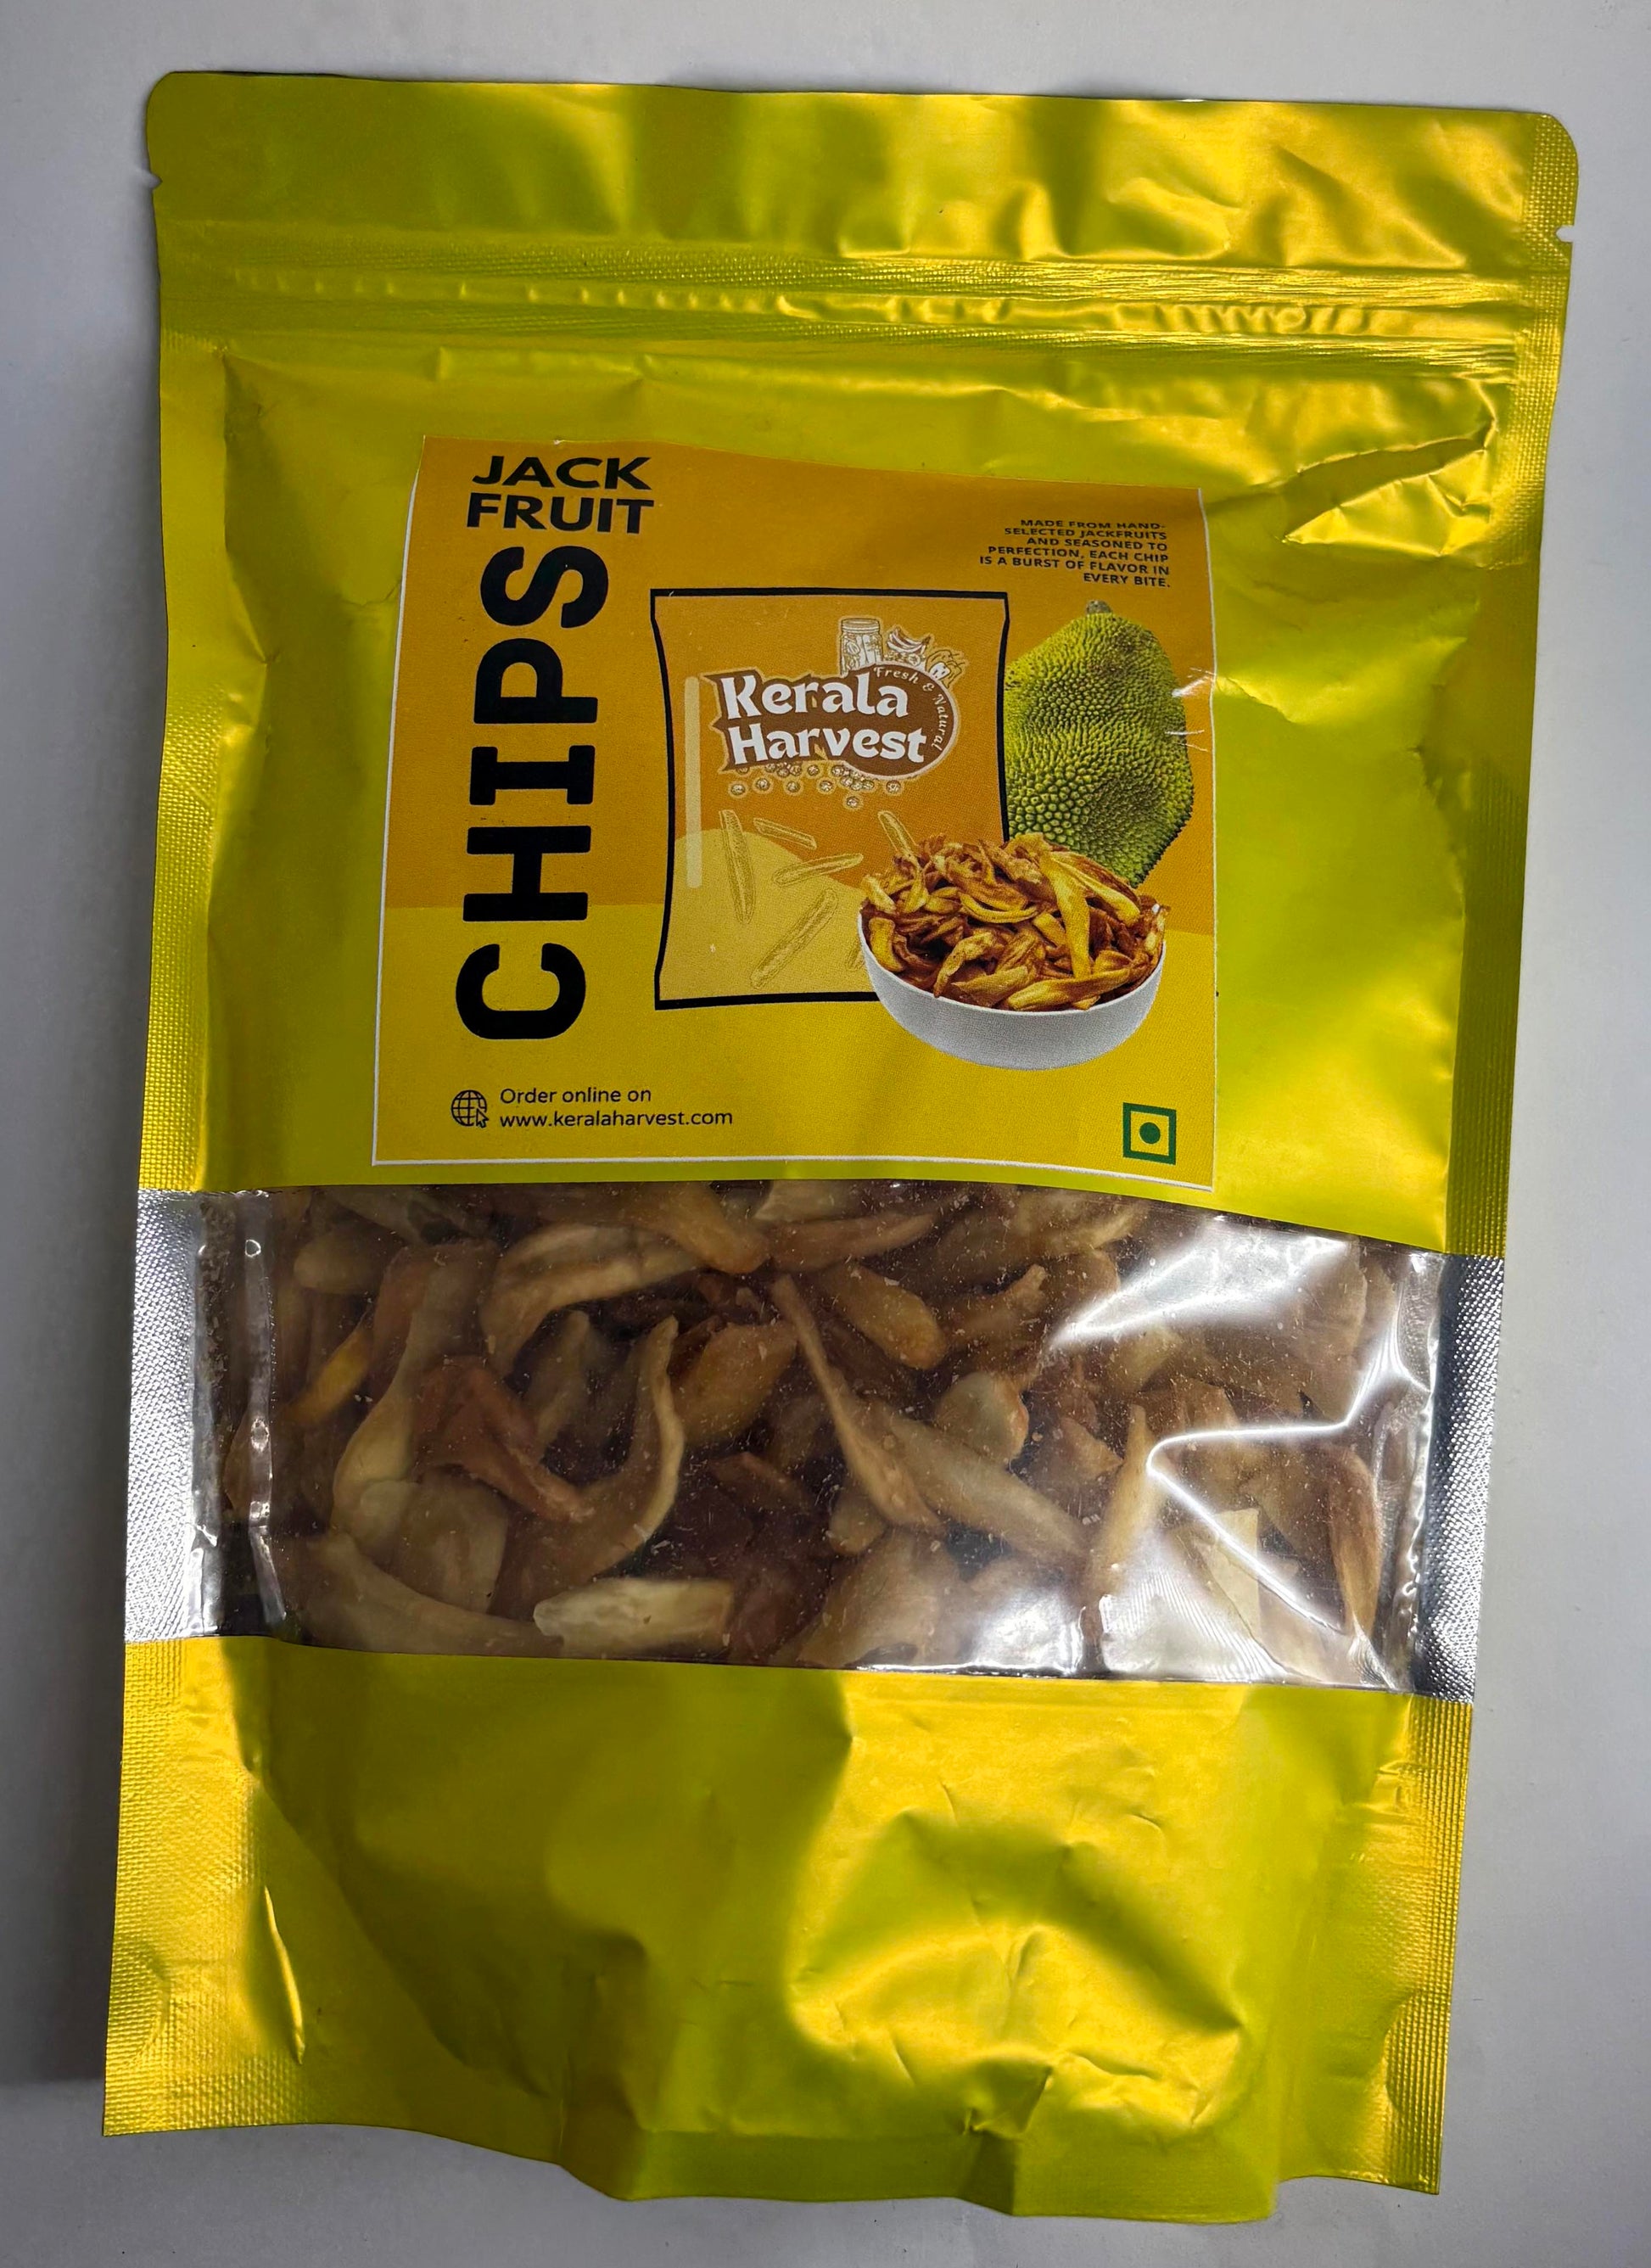 JACK
FRUIT
CHIPS
MADE FROM HAND-
SELECTED JACKFRUITS
AND SEASONED TO
PERFECTION, EACH CHIP
IS A BURST OF FLAVOR IN
EVERY BITE.
Kerala
Harvest
Fresh & Natural
Order online on
www.keralaharvest.com